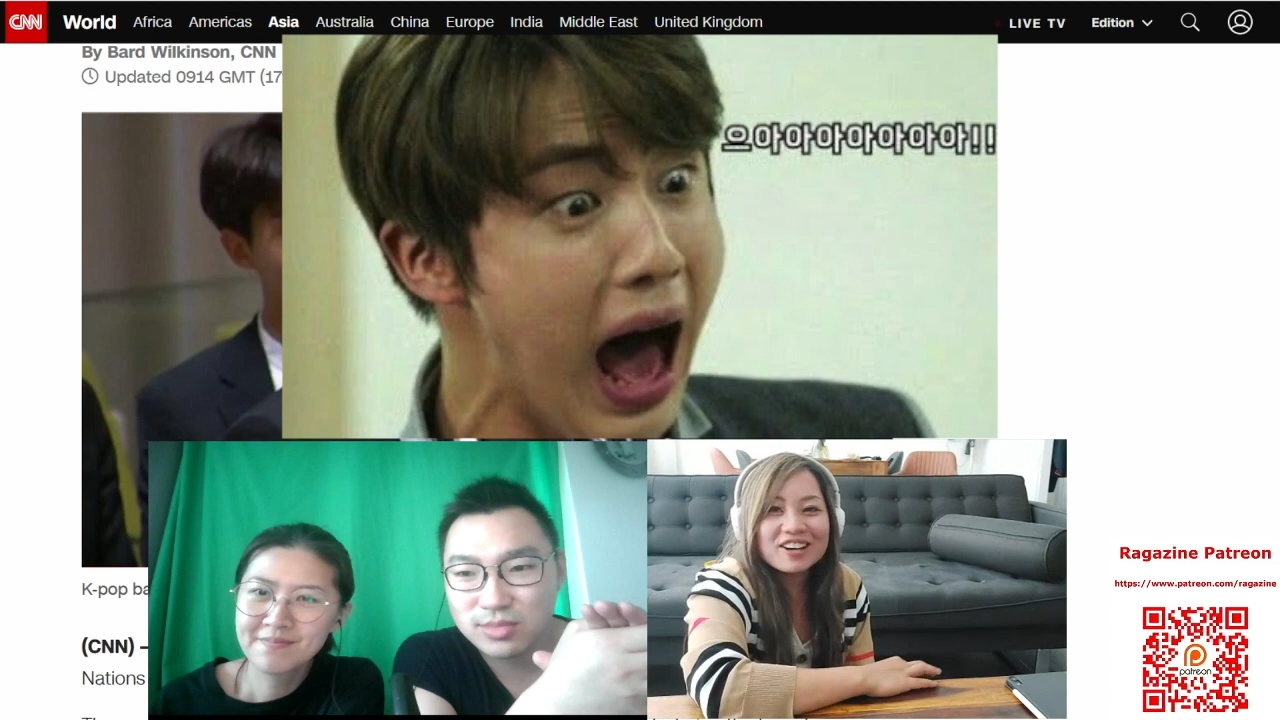 CNN World Africa Americas Asia Australia China Europe India Middle East United Kingdom LIVE TV Edition
By Bard Wilkinson, CNN
Updated 0914 GMT (17
으아아아아아아아!!
Ragazine Patreon
https://www.patreon.com/ragazine
patreon
K-pop ba
(CNN) –
Nations